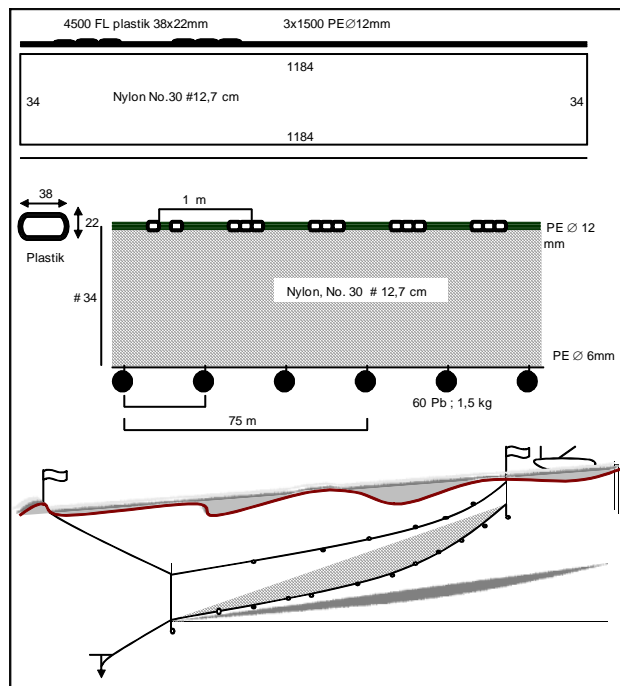 4500 FL plastik 38x22mm 3x1500 PE∅12mm
1184
34 Nylon No.30 #12,7 cm 34
1184
38
1 m
22
PE ∅ 12
mm
Plastik
# 34
Nylon, No. 30 # 12,7 cm
PE ∅ 6mm
60 Pb ; 1,5 kg
75 m